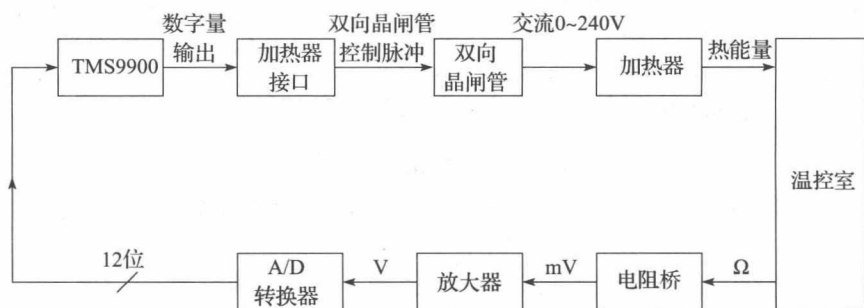 数字量
输出
双向晶闸管
控制脉冲
交流0~240V
热能量
TMS9900
加热器
接口
双向
晶闸管
加热器
温控室
12位
A/D
转换器
V
放大器
mV
电阻桥
Ω